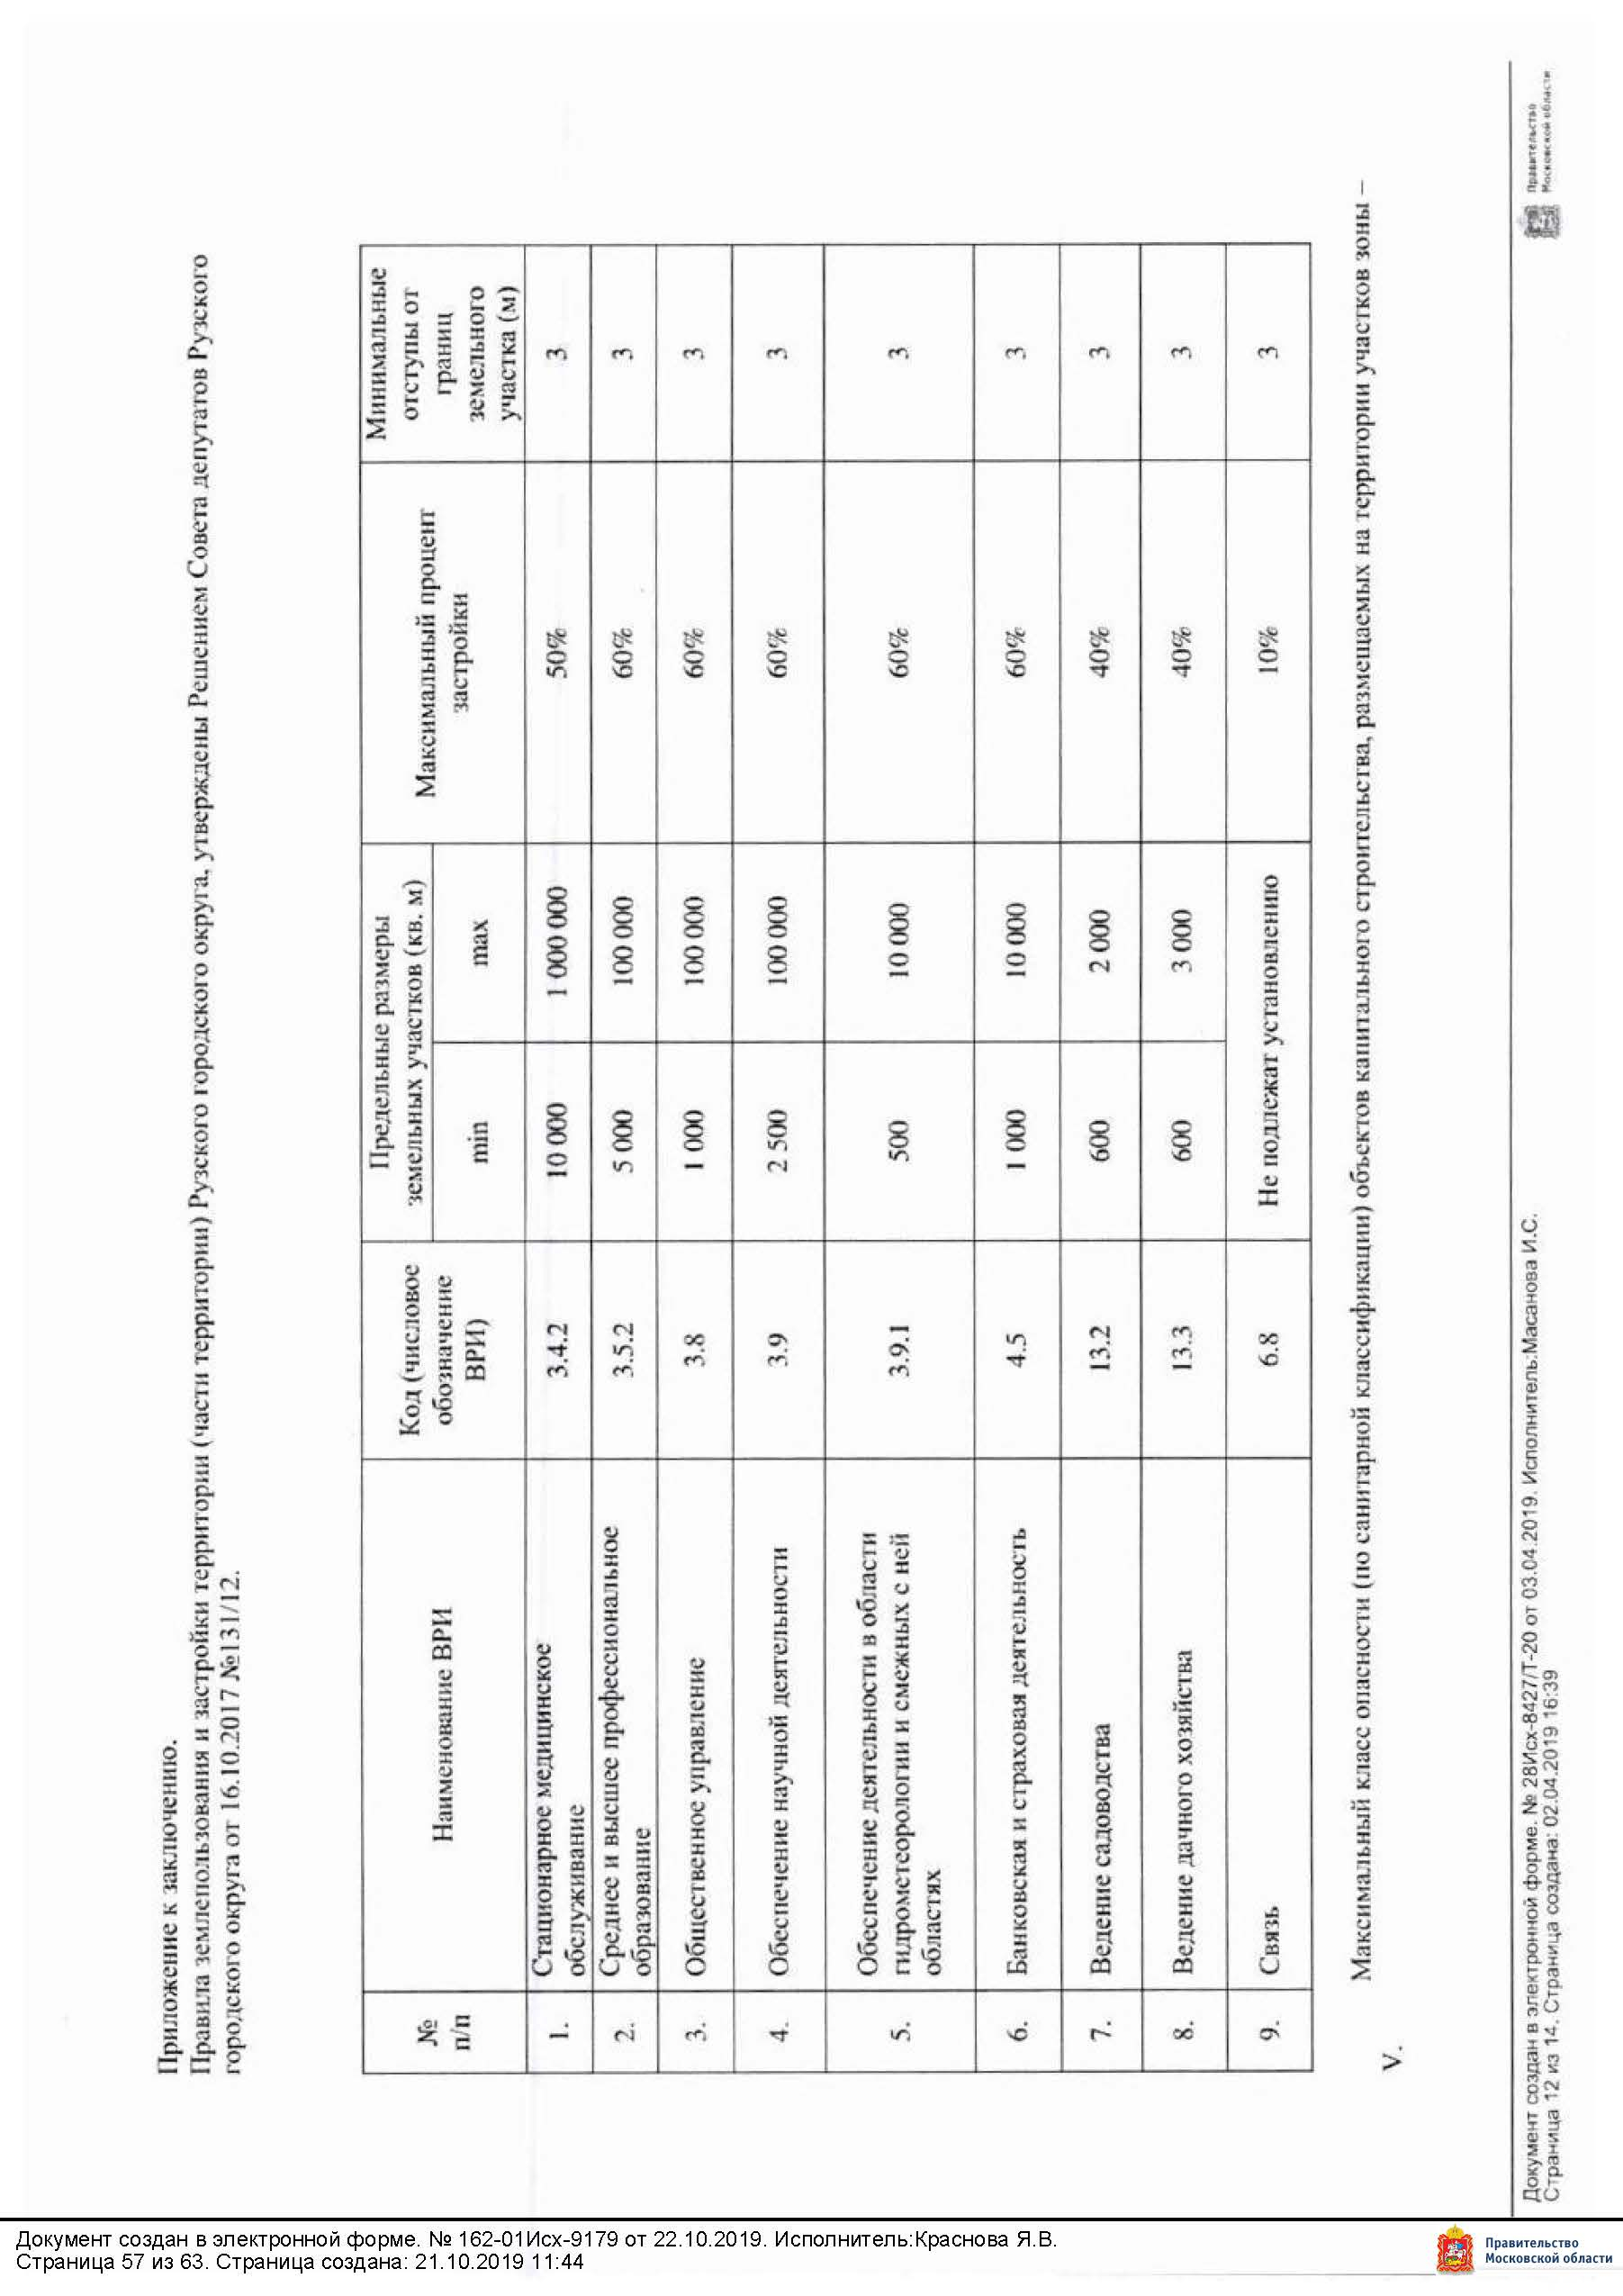 Приложение к заключению.
Правила землепользования и застройки территории (части территории) Рузского городского округа, утверждены Решением Совета депутатов Рузского
городского округа от 16.10.2017 №131/12.
№
п/п
Наименование ВРИ
Код (числовое
обозначение
ВРИ)
Предельные размеры
земельных участков (кв. м)
min
max
Максимальный процент
застройки
Минимальные
отступы от
границ
земельного
участка (м)
1.
Стационарное медицинское
обслуживание
3.4.2
10 000
1 000 000
50%
3
2.
Среднее и высшее профессиональное
образование
3.5.2
5 000
100 000
60%
3
3.
Общественное управление
3.8
1 000
100 000
60%
3
4.
Обеспечение научной деятельности
3.9
2 500
100 000
60%
3
5.
Обеспечение деятельности в области
гидрометеорологии и смежных с ней
областях
3.9.1
500
10 000
60%
3
6.
Банковская и страховая деятельность
4.5
1 000
10 000
60%
3
7.
Ведение садоводства
13.2
600
2 000
40%
3
8.
Ведение дачного хозяйства
13.3
600
3 000
40%
3
9.
Связь
6.8
Не подлежат установлению
10%
3
Максимальный класс опасности (по санитарной классификации) объектов капитального строительства, размещаемых на территории участков зоны –
V.
Документ создан в электронной форме. № 28Исх-8427/Т-20 от 03.04.2019. Исполнитель:Масанова И.С.
Страница 12 из 14. Страница создана: 02.04.2019 16:39
Правительство
Московской области
Документ создан в электронной форме. № 162-01Исх-9179 от 22.10.2019. Исполнитель:Краснова Я.В.
Страница 57 из 63. Страница создана: 21.10.2019 11:44
Правительство
Московской области